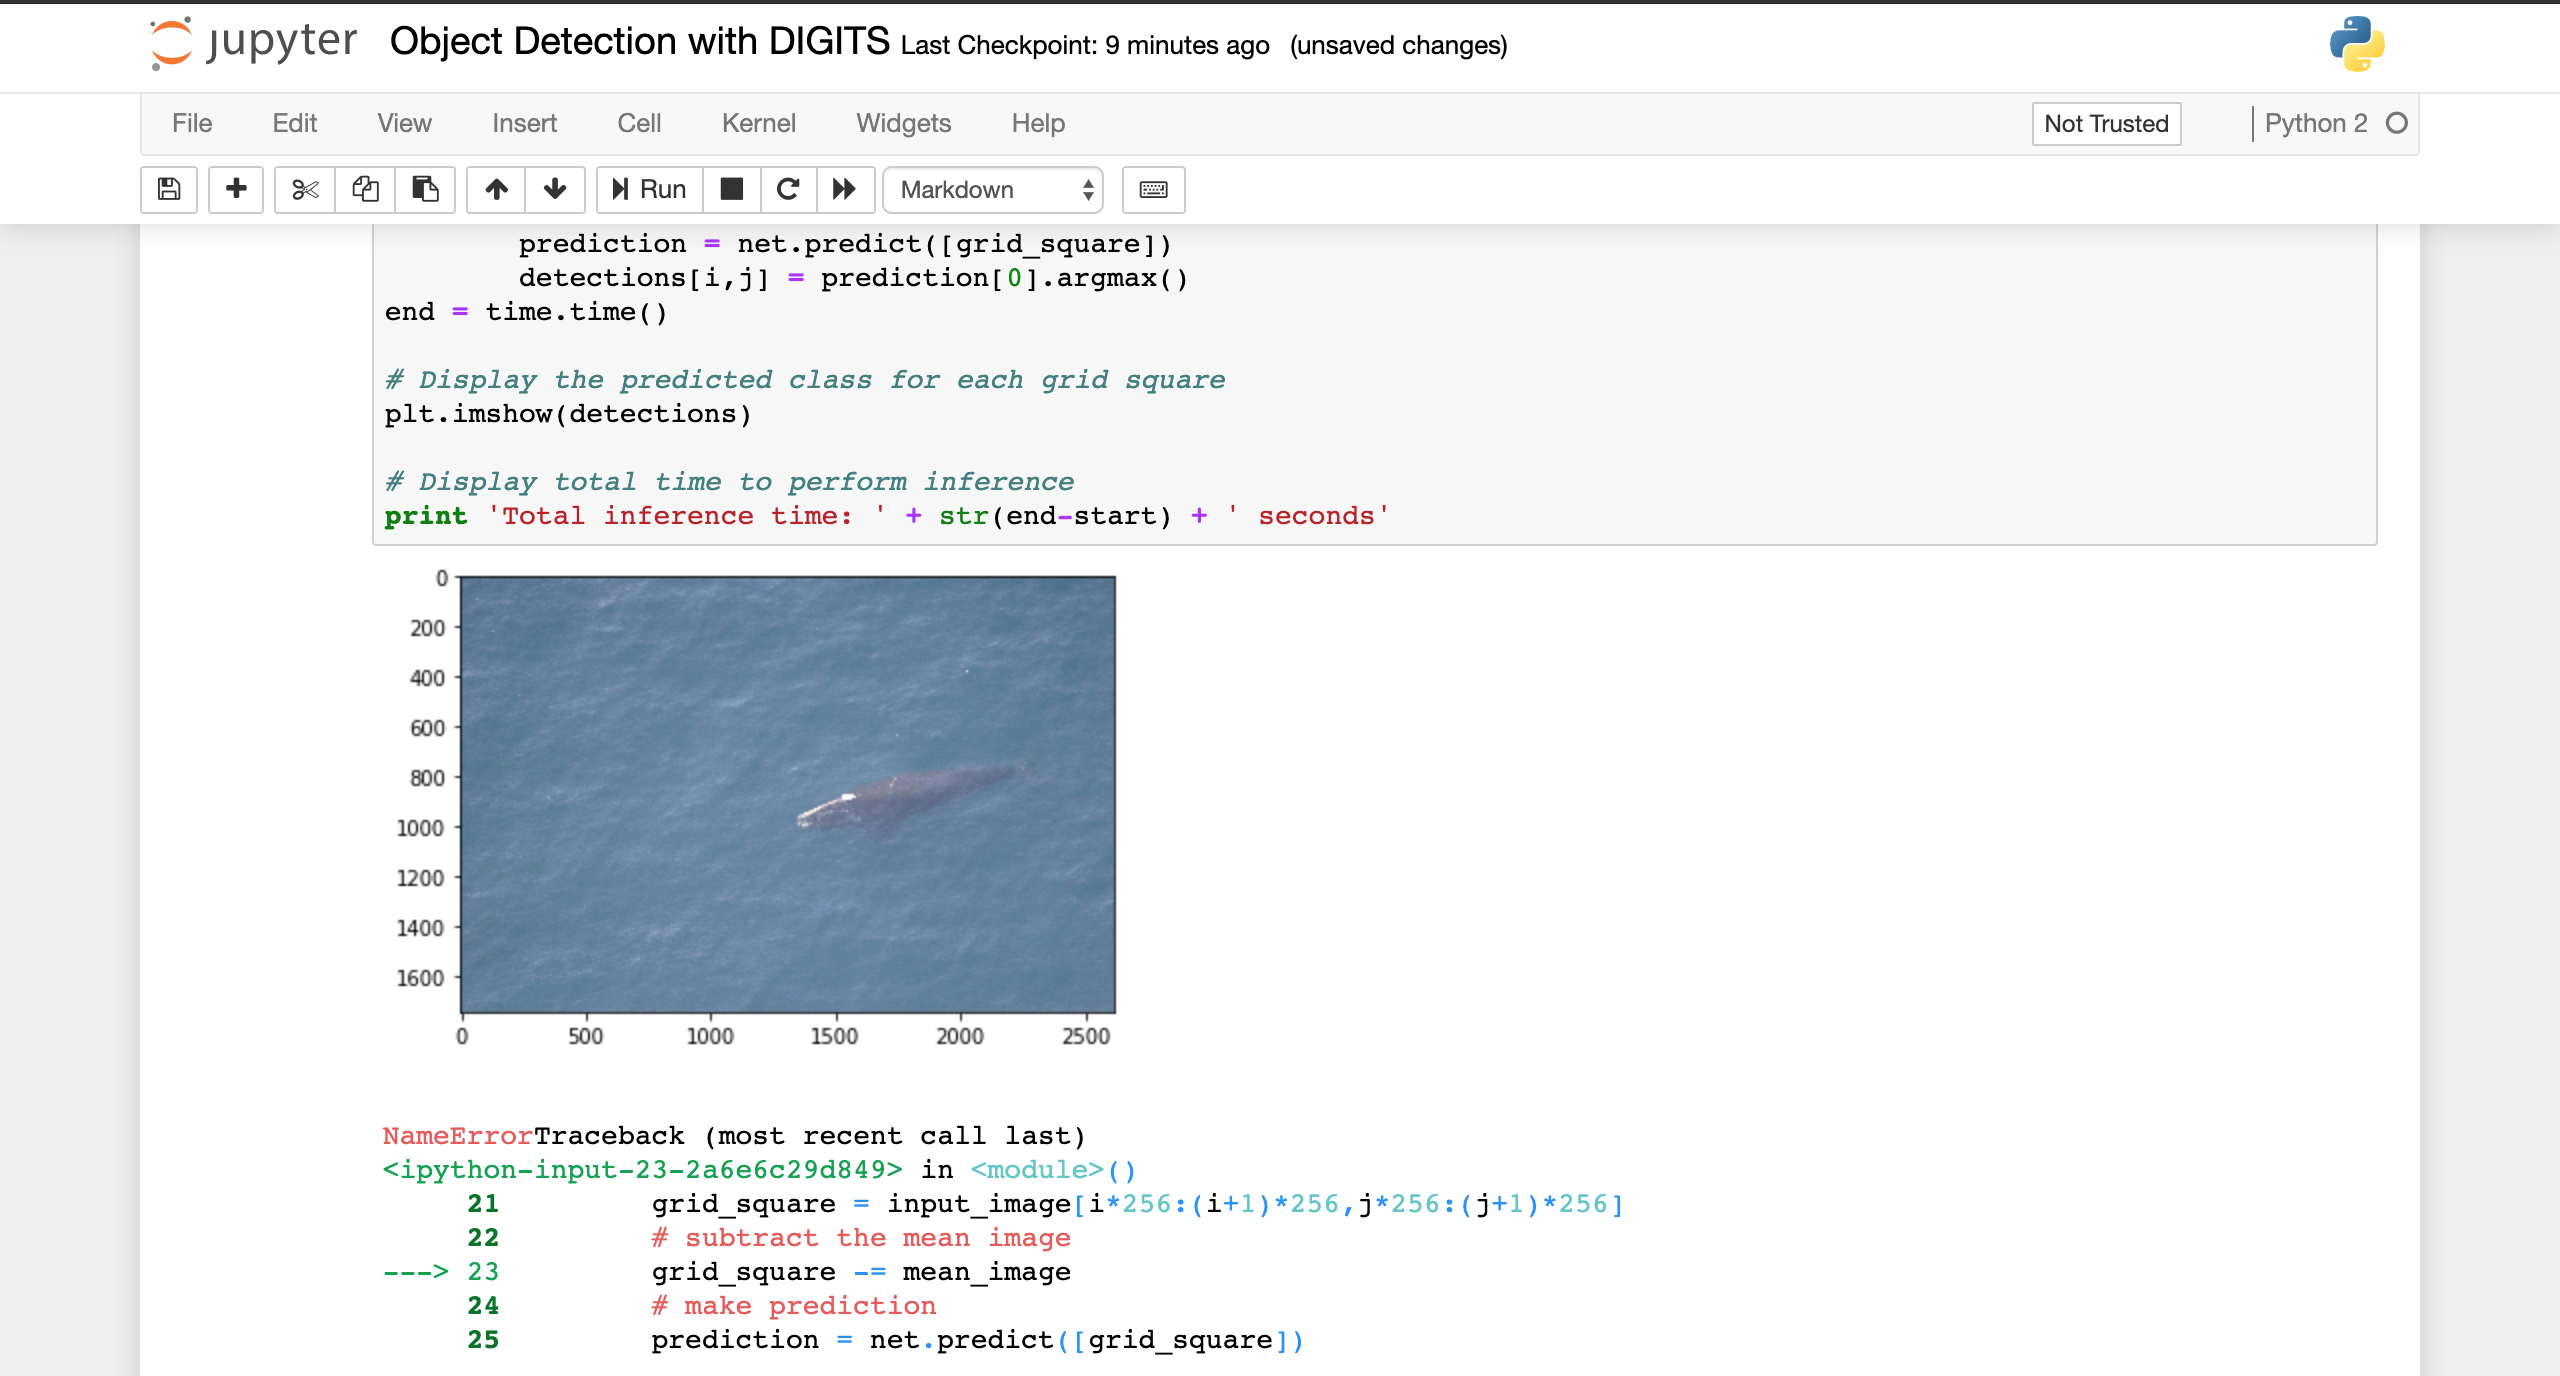 jupyter Object Detection with DIGITS Last Checkpoint: 9 minutes ago (unsaved changes)
File Edit View Insert Cell Kernel Widgets Help Not Trusted Python 2
Run Markdown
prediction = net.predict([grid_square])
detections[i,j] = prediction[0].argmax()
end = time.time()
# Display the predicted class for each grid square
plt.imshow(detections)
# Display total time to perform inference
print 'Total inference time: ' + str(end-start) + ' seconds'
0
200
400
600
800
1000
1200
1400
1600
0 500 1000 1500 2000 2500
NameErrorTraceback (most recent call last)
<ipython-input-23-2a6e6c29d849> in <module>()
21 grid_square = input_image[i*256:(i+1)*256,j*256:(j+1)*256]
22 # subtract the mean image
---> 23 grid_square -= mean_image
24 # make prediction
25 prediction = net.predict([grid_square])